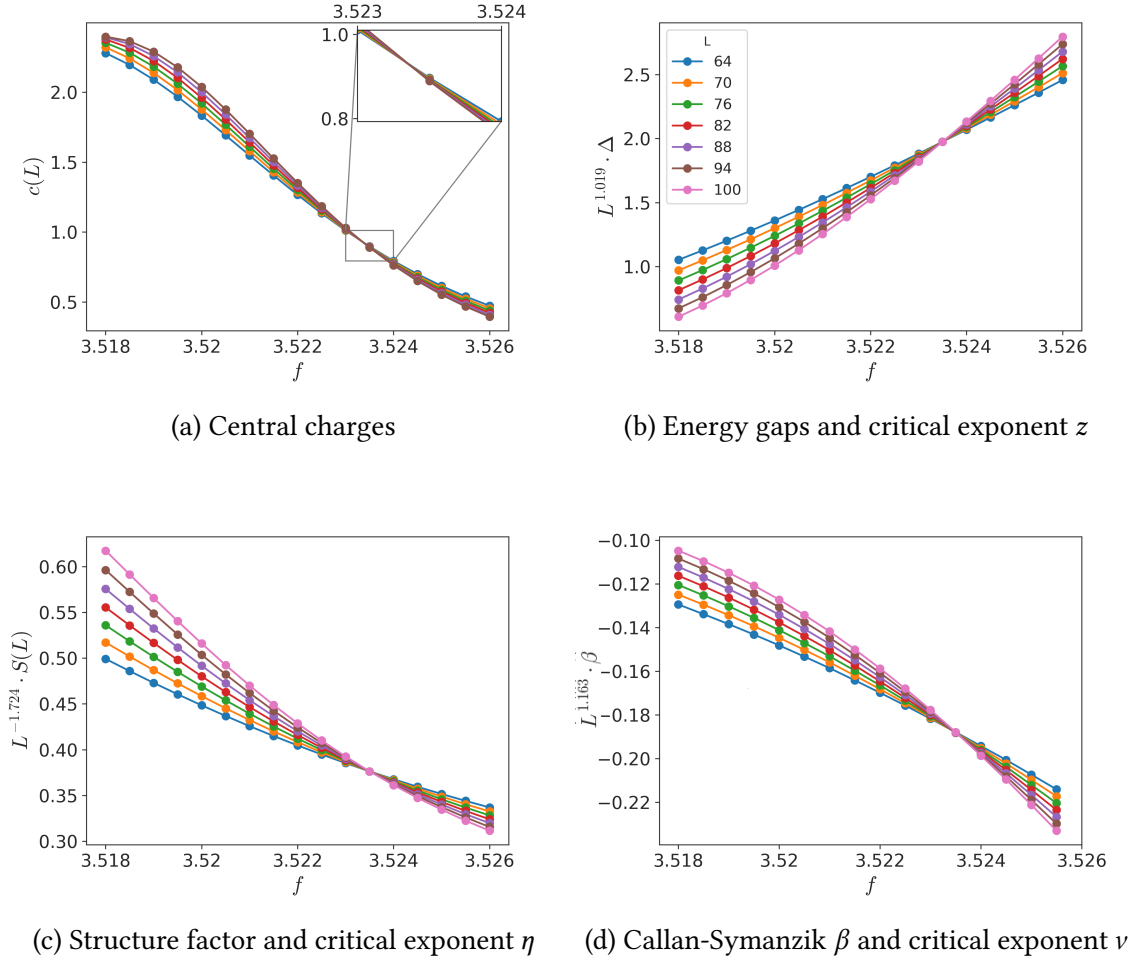 3.523 3.524
1.0
0.8
2.0
1.5
1.0
0.5
c(L)
3.518 3.52 3.522 3.524 3.526
f
(a) Central charges
L
64
70
76
82
88
94
100
2.5
2.0
1.5
1.0
L^1.019 · Δ
3.518 3.52 3.522 3.524 3.526
f
(b) Energy gaps and critical exponent z
0.60
0.55
0.50
0.45
0.40
0.35
0.30
L^−1.724 · S(L)
3.518 3.52 3.522 3.524 3.526
f
(c) Structure factor and critical exponent η
−0.10
−0.12
−0.14
−0.16
−0.18
−0.20
−0.22
L^1.163 · β
3.518 3.52 3.522 3.524 3.526
f
(d) Callan-Symanzik β and critical exponent ν